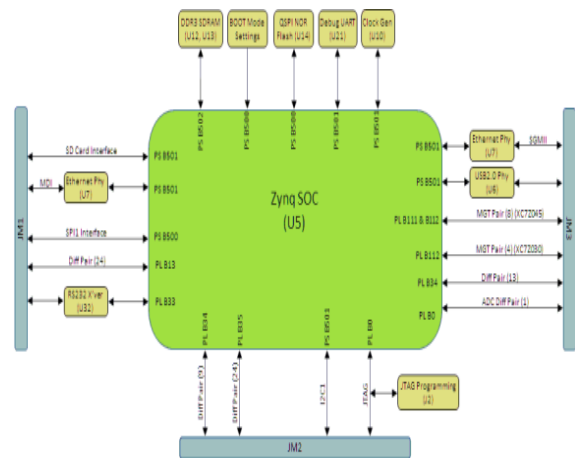 DDR3 SDRAM
(U12, U13)
BOOT Mode
Settings
QSPI NOR
Flash (U14)
Debug UART
(U21)
Clock Gen
(U10)
PS B502
PS B500
PS B500
PS B501
PS B501
JM1
SD Card Interface
PS B501
MDI
Ethernet Phy
(U7)
PS B501
SPI1 Interface
PS B500
Diff Pair (24)
PL B13
RS232 X'ver
(U32)
PL B33
Zynq SOC
(U5)
PS B501
Ethernet Phy
(U7)
SGMII
PS B501
USB2.0 Phy
(U6)
PL B111 & B112
MGT Pair (8) (XC7Z045)
PL B112
MGT Pair (4) (XC7Z030)
PL B34
Diff Pair (13)
PL B0
ADC Diff Pair (1)
JM3
PL B34
PL B35
PS B501
PL B0
Diff Pair (9)
Diff Pair (24)
I2C1
JTAG
JTAG Programming
(J2)
JM2